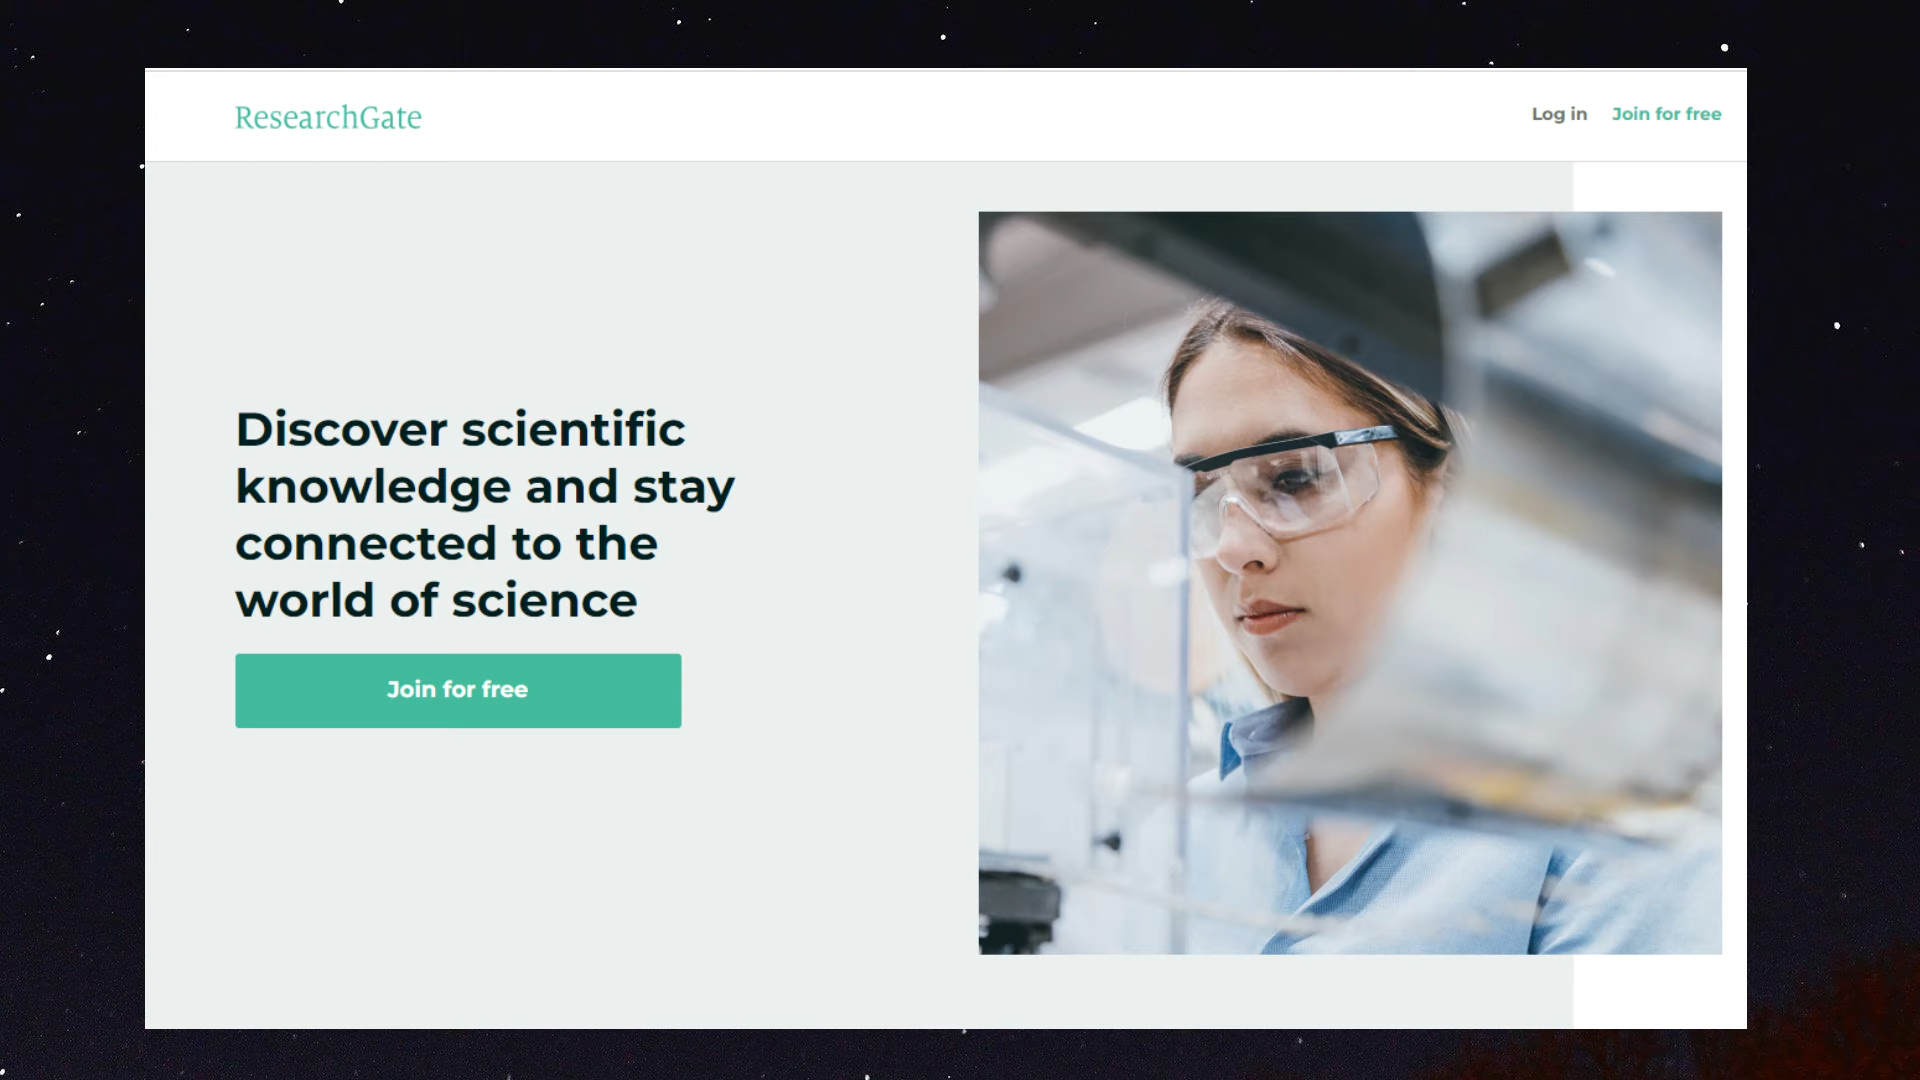 ResearchGate
Log in
Join for free
Discover scientific
knowledge and stay
connected to the
world of science
Join for free